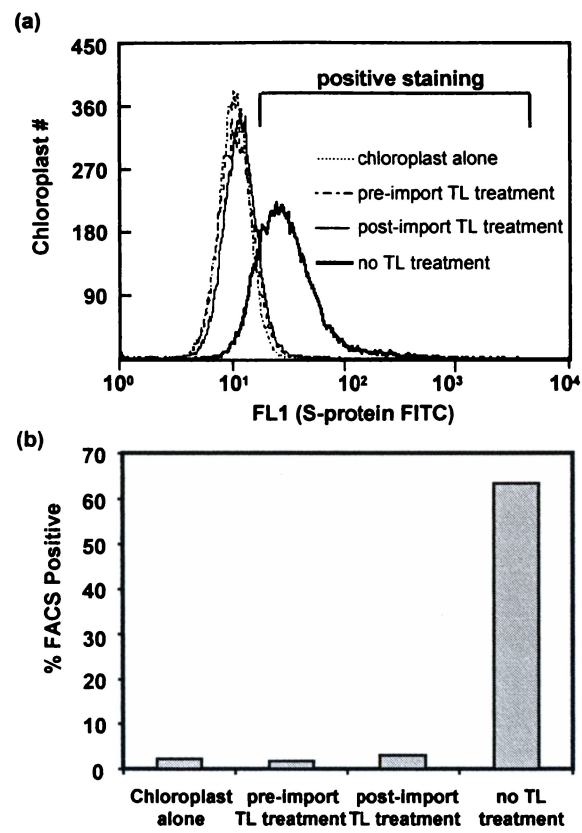 (a)
450
360
270
180
90
Chloroplast #
positive staining
chloroplast alone
pre-import TL treatment
post-import TL treatment
no TL treatment
10⁰ 10¹ 10² 10³ 10⁴
FL1 (S-protein FITC)
(b)
70
60
50
40
30
20
10
0
% FACS Positive
Chloroplast pre-import post-import no TL
alone TL treatment TL treatment treatment